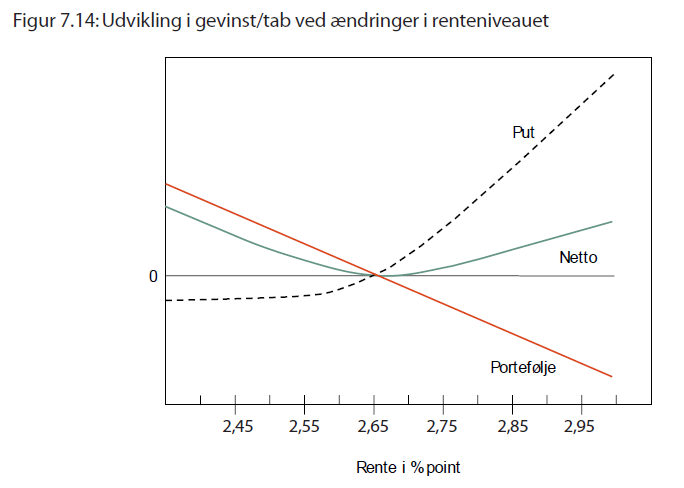 Figur 7.14: Udvikling i gevinst/tab ved ændringer i renteniveauet
Put
Netto
0
Portefølje
2,45 2,55 2,65 2,75 2,85 2,95
Rente i %point